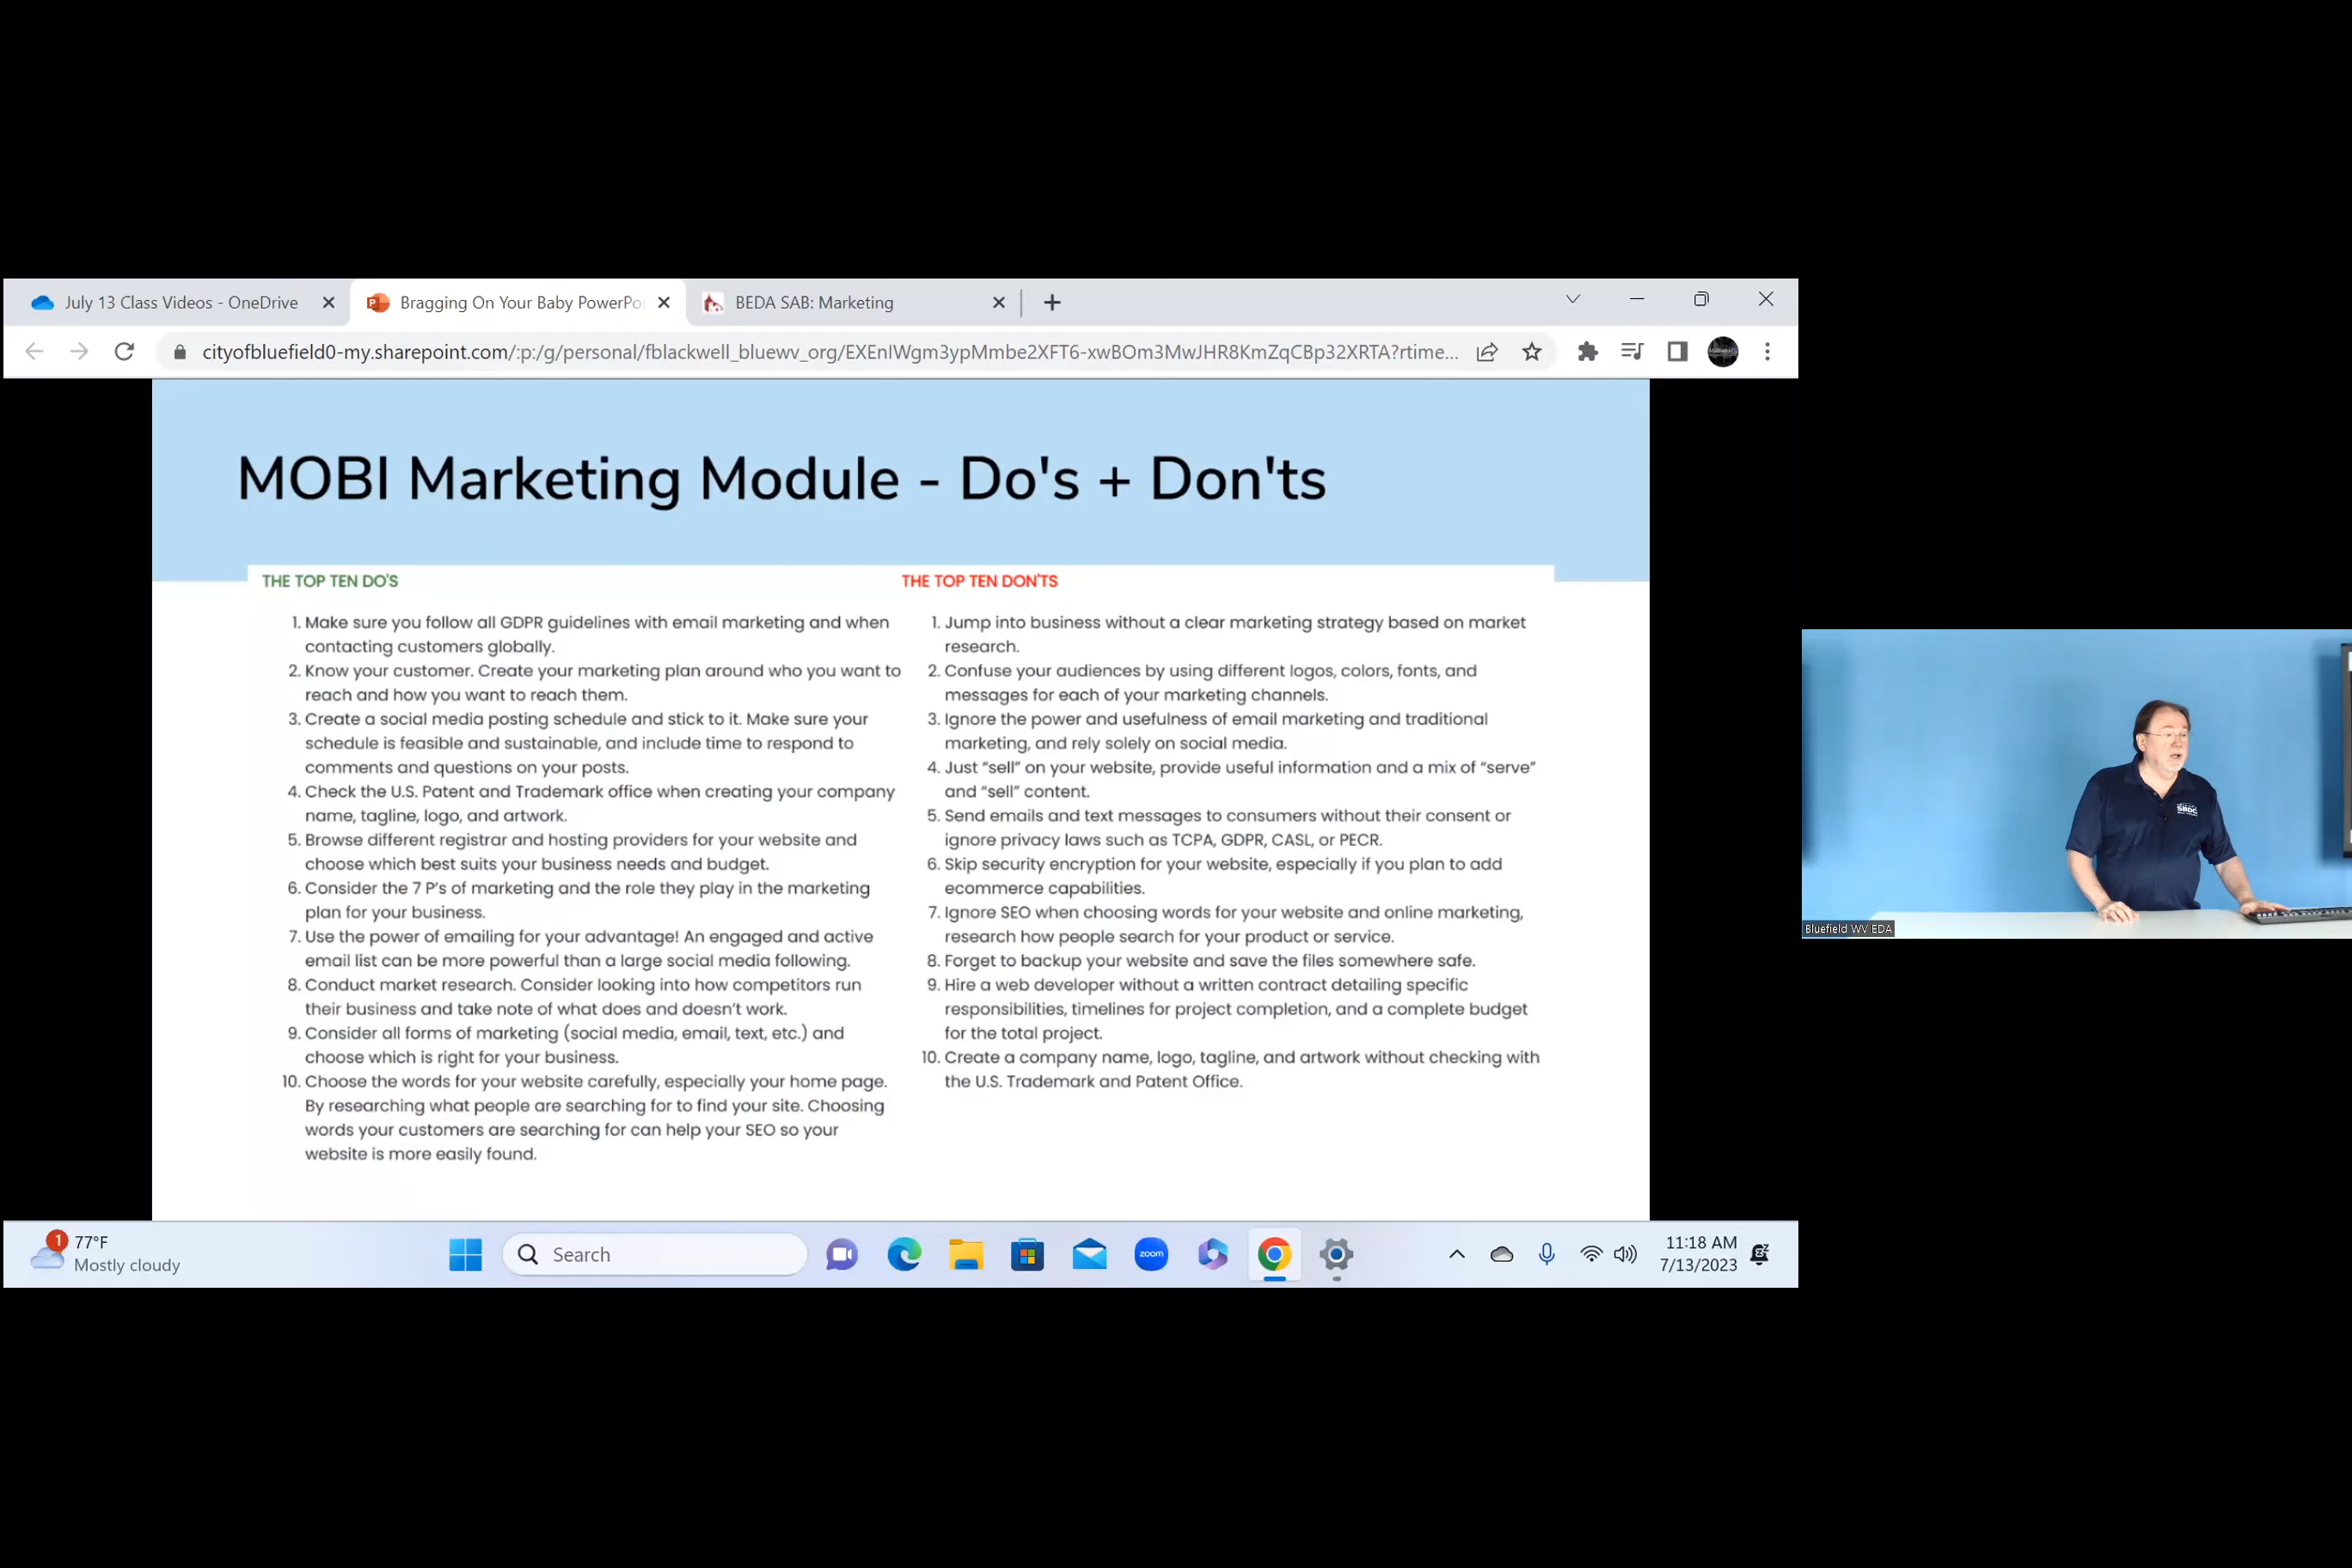 July 13 Class Videos - OneDrive
Bragging On Your Baby PowerPo
BEDA SAB: Marketing
cityofbluefield0-my.sharepoint.com/:p:/g/personal/fblackwell_bluewv_org/EXEnIWgm3ypMmbe2XFT6-xwBOm3MwJHR8KmZqCBp32XRTA?rtime...
MOBI Marketing Module - Do's + Don'ts
THE TOP TEN DO'S
1. Make sure you follow all GDPR guidelines with email marketing and when
contacting customers globally.
2. Know your customer. Create your marketing plan around who you want to
reach and how you want to reach them.
3. Create a social media posting schedule and stick to it. Make sure your
schedule is feasible and sustainable, and include time to respond to
comments and questions on your posts.
4. Check the U.S. Patent and Trademark office when creating your company
name, tagline, logo, and artwork.
5. Browse different registrar and hosting providers for your website and
choose which best suits your business needs and budget.
6. Consider the 7 P's of marketing and the role they play in the marketing
plan for your business.
7. Use the power of emailing for your advantage! An engaged and active
email list can be more powerful than a large social media following.
8. Conduct market research. Consider looking into how competitors run
their business and take note of what does and doesn't work.
9. Consider all forms of marketing (social media, email, text, etc.) and
choose which is right for your business.
10. Choose the words for your website carefully, especially your home page.
By researching what people are searching for to find your site. Choosing
words your customers are searching for can help your SEO so your
website is more easily found.
THE TOP TEN DON'TS
1. Jump into business without a clear marketing strategy based on market
research.
2. Confuse your audiences by using different logos, colors, fonts, and
messages for each of your marketing channels.
3. Ignore the power and usefulness of email marketing and traditional
marketing, and rely solely on social media.
4. Just “sell” on your website, provide useful information and a mix of “serve”
and “sell” content.
5. Send emails and text messages to consumers without their consent or
ignore privacy laws such as TCPA, GDPR, CASL, or PECR.
6. Skip security encryption for your website, especially if you plan to add
ecommerce capabilities.
7. Ignore SEO when choosing words for your website and online marketing,
research how people search for your product or service.
8. Forget to backup your website and save the files somewhere safe.
9. Hire a web developer without a written contract detailing specific
responsibilities, timelines for project completion, and a complete budget
for the total project.
10. Create a company name, logo, tagline, and artwork without checking with
the U.S. Trademark and Patent Office.
SBDC
Bluefield WV EDA
1
77°F
Mostly cloudy
Search
zoom
11:18 AM
7/13/2023